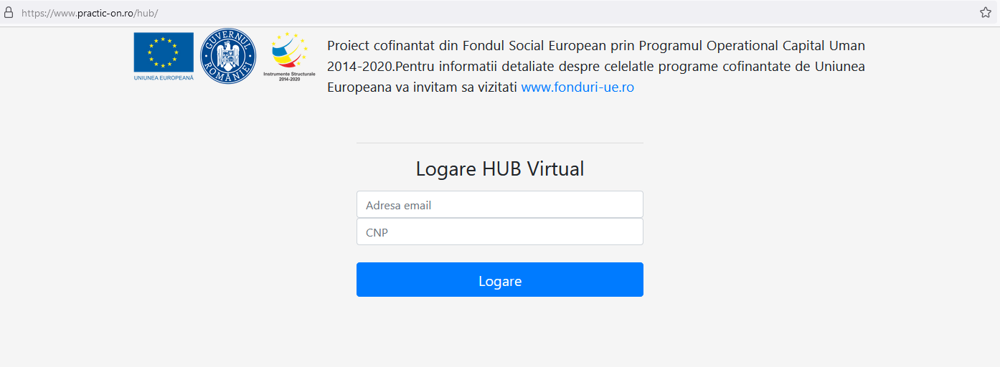 https://www.practic-on.ro/hub/
GUVERNUL
ROMÂNIEI
UNIUNEA EUROPEANĂ
Instrumente Structurale
2014-2020
Proiect cofinantat din Fondul Social European prin Programul Operational Capital Uman
2014-2020.Pentru informatii detaliate despre celelatle programe cofinantate de Uniunea
Europeana va invitam sa vizitati www.fonduri-ue.ro
Logare HUB Virtual
Adresa email
CNP
Logare